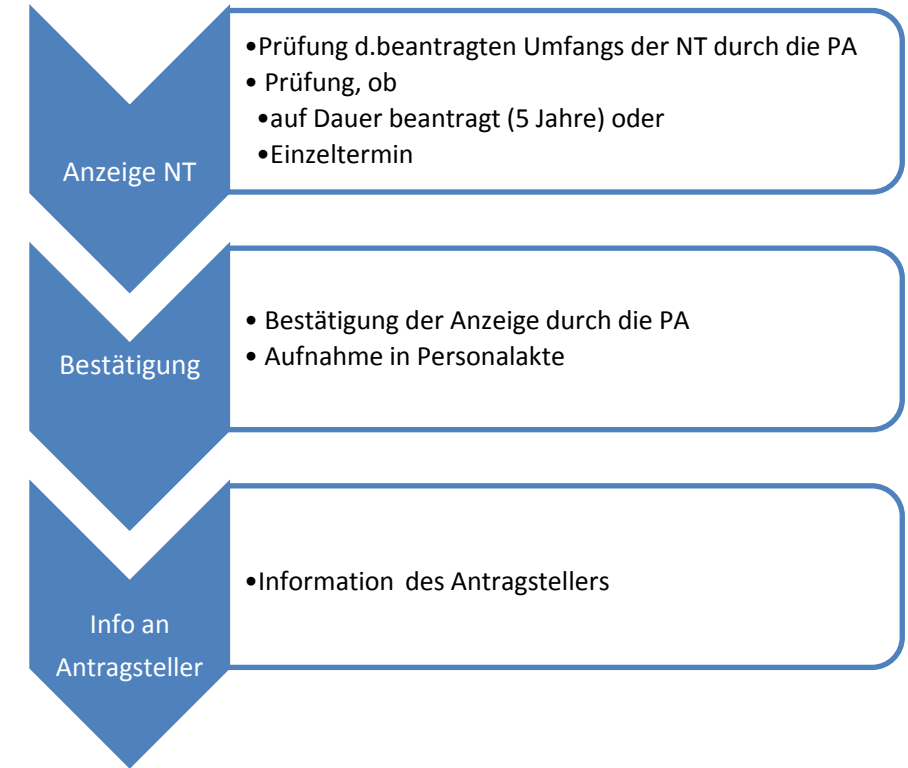 Anzeige NT
•Prüfung d.beantragten Umfangs der NT durch die PA
• Prüfung, ob
•auf Dauer beantragt (5 Jahre) oder
•Einzeltermin
Bestätigung
• Bestätigung der Anzeige durch die PA
• Aufnahme in Personalakte
Info an
Antragsteller
•Information des Antragstellers